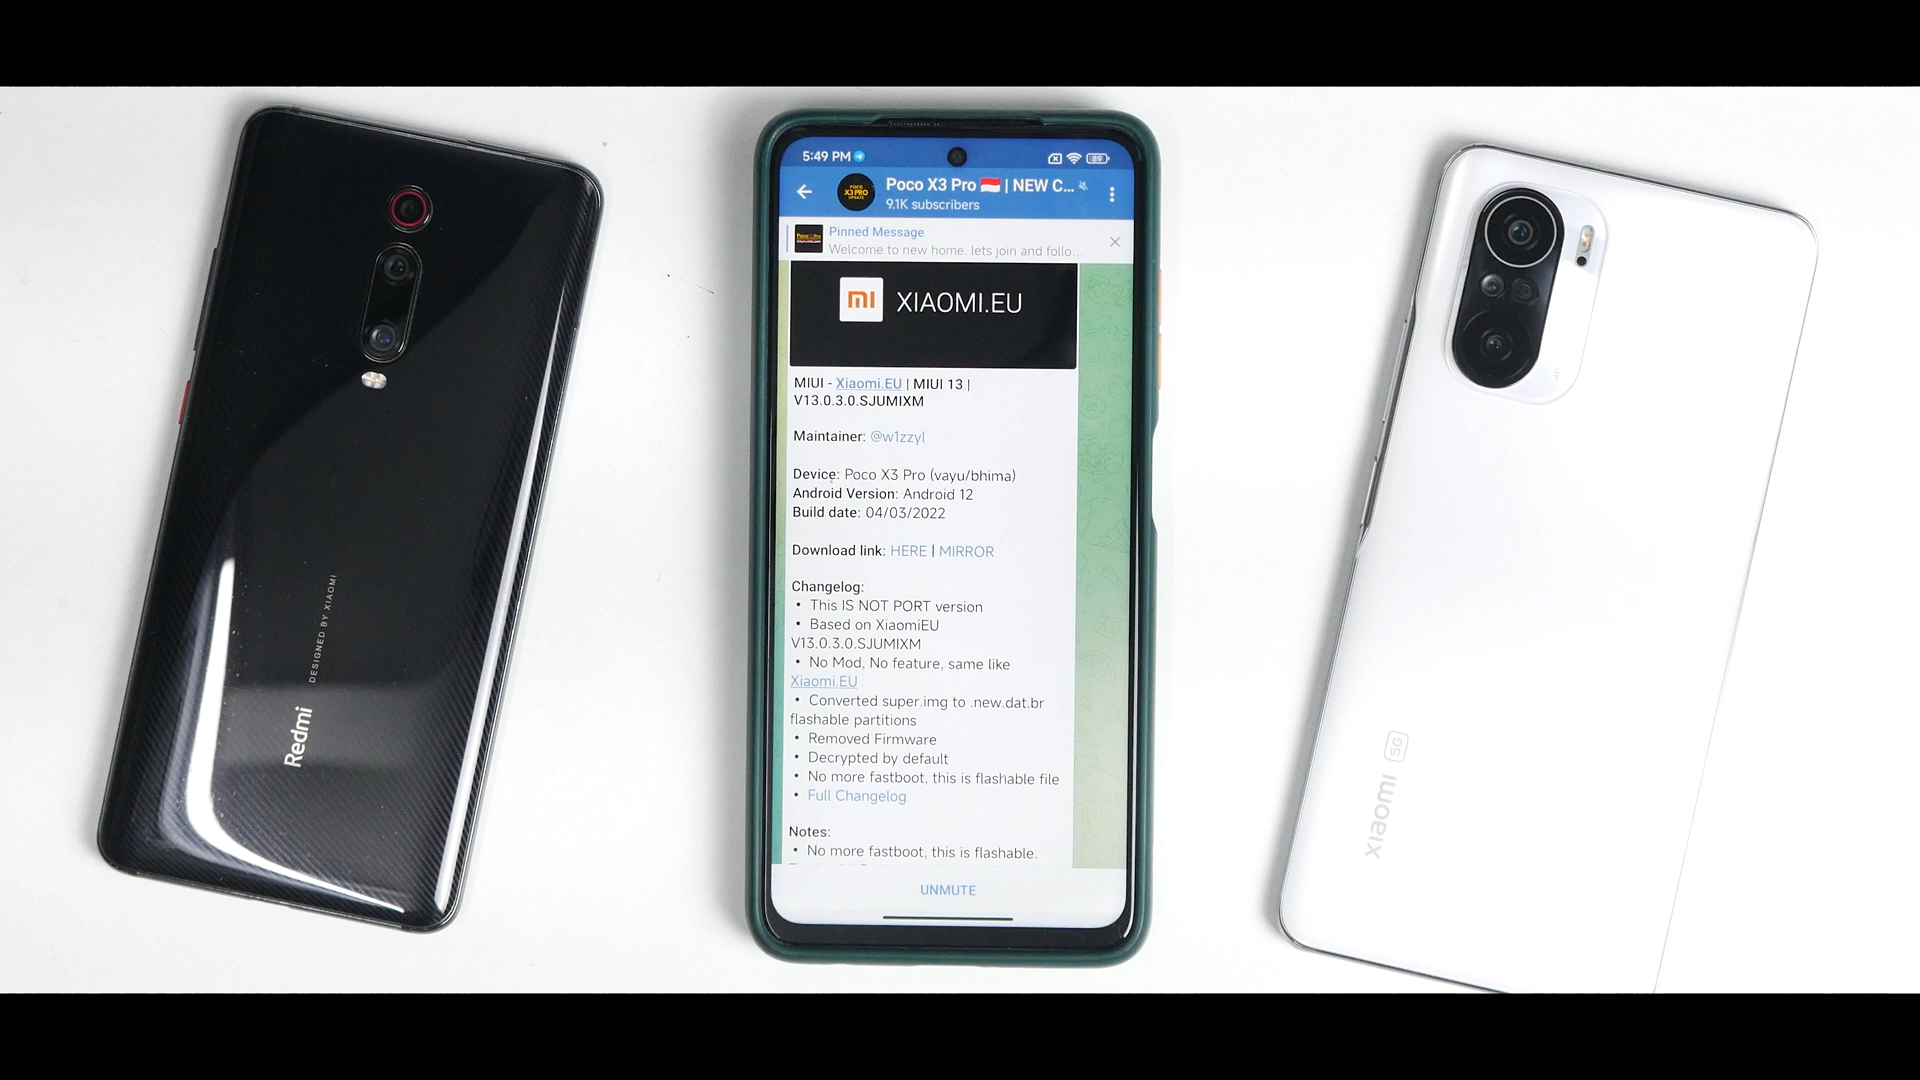 Redmi
DESIGNED BY XIAOMI
5:49 PM
89
POCO
X3 PRO
UPDATE
Poco X3 Pro 🇮🇩 | NEW C...
9.1K subscribers
Pinned Message
Welcome to new home. lets join and follo...
XIAOMI.EU
MIUI - Xiaomi.EU | MIUI 13 |
V13.0.3.0.SJUMIXM
Maintainer: @w1zzyl
Device: Poco X3 Pro (vayu/bhima)
Android Version: Android 12
Build date: 04/03/2022
Download link: HERE | MIRROR
Changelog:
• This IS NOT PORT version
• Based on XiaomiEU
V13.0.3.0.SJUMIXM
• No Mod, No feature, same like
Xiaomi.EU
• Converted super.img to .new.dat.br
flashable partitions
• Removed Firmware
• Decrypted by default
• No more fastboot, this is flashable file
• Full Changelog
Notes:
• No more fastboot, this is flashable.
UNMUTE
xiaomi 5G